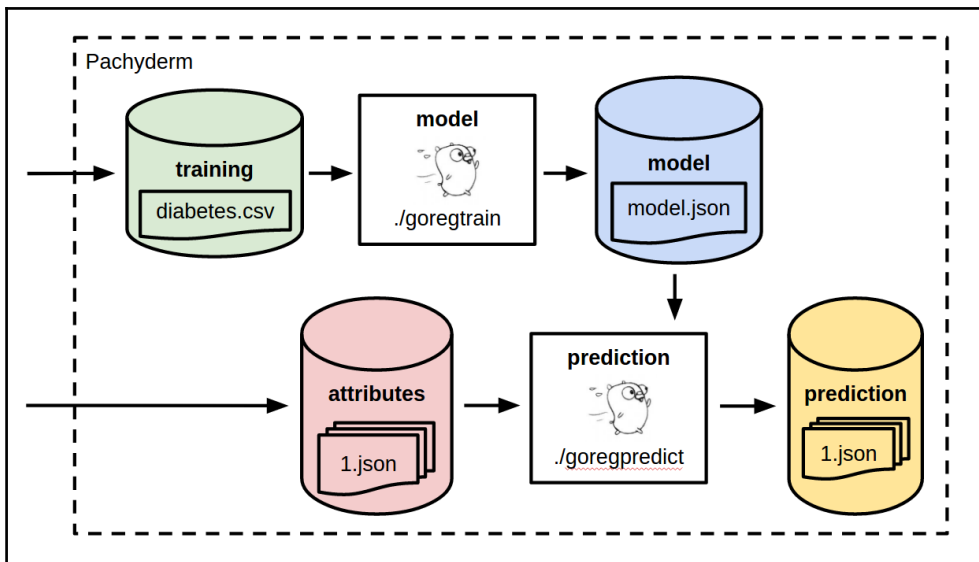 Pachyderm
training
diabetes.csv
model
./goregtrain
model
model.json
attributes
1.json
prediction
./goregpredict
prediction
1.json